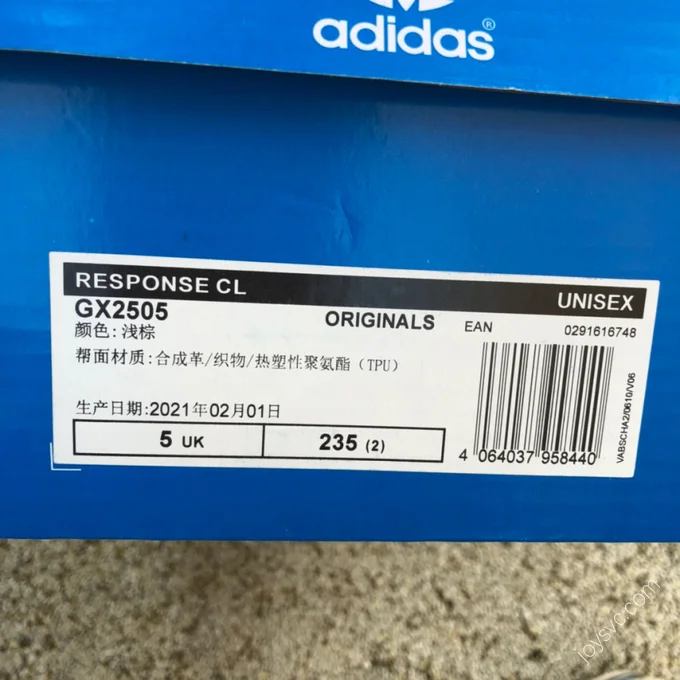 adidas®
RESPONSE CL UNISEX
GX2505 ORIGINALS EAN 0291616748
颜色:浅棕
帮面材质:合成革/织物/热塑性聚氨酯(TPU)
生产日期:2021年02月01日
5 UK 235 (2)
4 064037 958440
VABSCHA2/0610/V06
joysvc.com